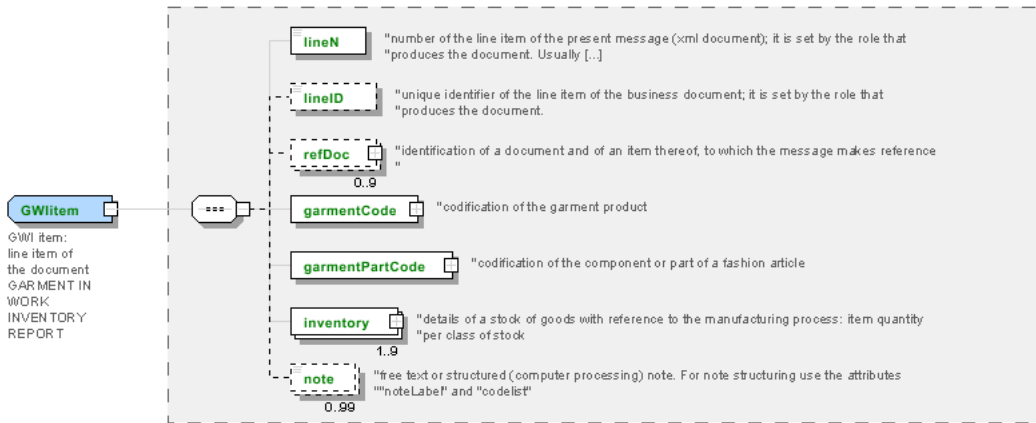 lineN
"number of the line item of the present message (xml document); it is set by the role that
"produces the document. Usually [...]
lineID
"unique identifier of the line item of the business document; it is set by the role that
"produces the document.
refDoc
"identification of a document and of an item thereof, to which the message makes reference
"
0..9
GWIitem
GWI item:
line item of
the document
GARMENT IN
WORK
INVENTORY
REPORT
garmentCode
"codification of the garment product
garmentPartCode
"codification of the component or part of a fashion article
inventory
"details of a stock of goods with reference to the manufacturing process: item quantity
"per class of stock
1..9
note
"free text or structured (computer processing) note. For note structuring use the attributes
""noteLabel" and "codelist"
0..99